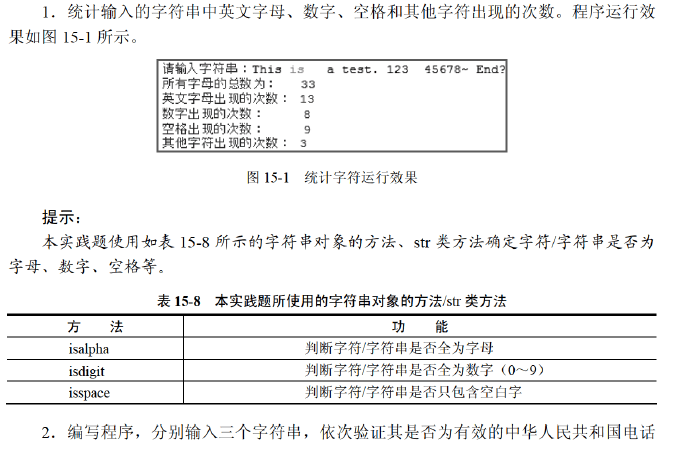 1. 统计输入的字符串中英文字母、数字、空格和其他字符出现的次数。程序运行效
果如图 15-1 所示。
请输入字符串：This is   a test. 123  45678~ End?
所有字母的总数为：   33
英文字母出现的次数： 13
数字出现的次数：     8
空格出现的次数：     9
其他字符出现的次数： 3
图 15-1 统计字符运行效果
提示：
本实践题使用如表 15-8 所示的字符串对象的方法、str 类方法确定字符/字符串是否为
字母、数字、空格等。
表 15-8 本实践题所使用的字符串对象的方法/str 类方法
方 法 功 能
isalpha 判断字符/字符串是否全为字母
isdigit 判断字符/字符串是否全为数字（0～9）
isspace 判断字符/字符串是否只包含空白字
2. 编写程序，分别输入三个字符串，依次验证其是否为有效的中华人民共和国电话